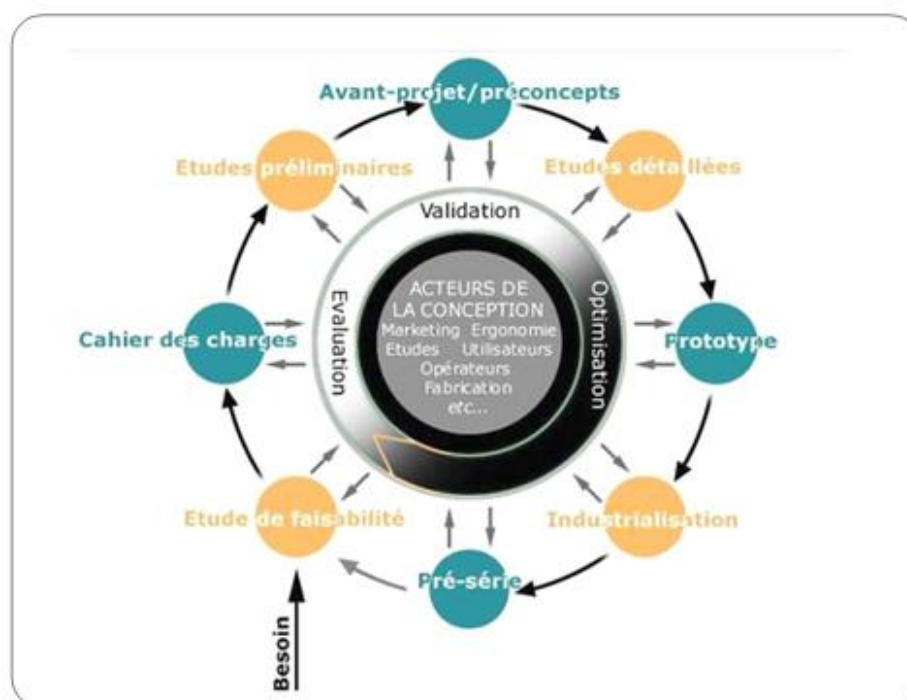 Avant-projet/préconcepts
Etudes préliminaires
Etudes détaillées
Validation
Evaluation
Optimisation
ACTEURS DE
LA CONCEPTION
Marketing Ergonomie
Etudes Utilisateurs
Opérateurs
Fabrication
etc...
Cahier des charges
Prototype
Etude de faisabilité
Industrialisation
Pré-série
Besoin